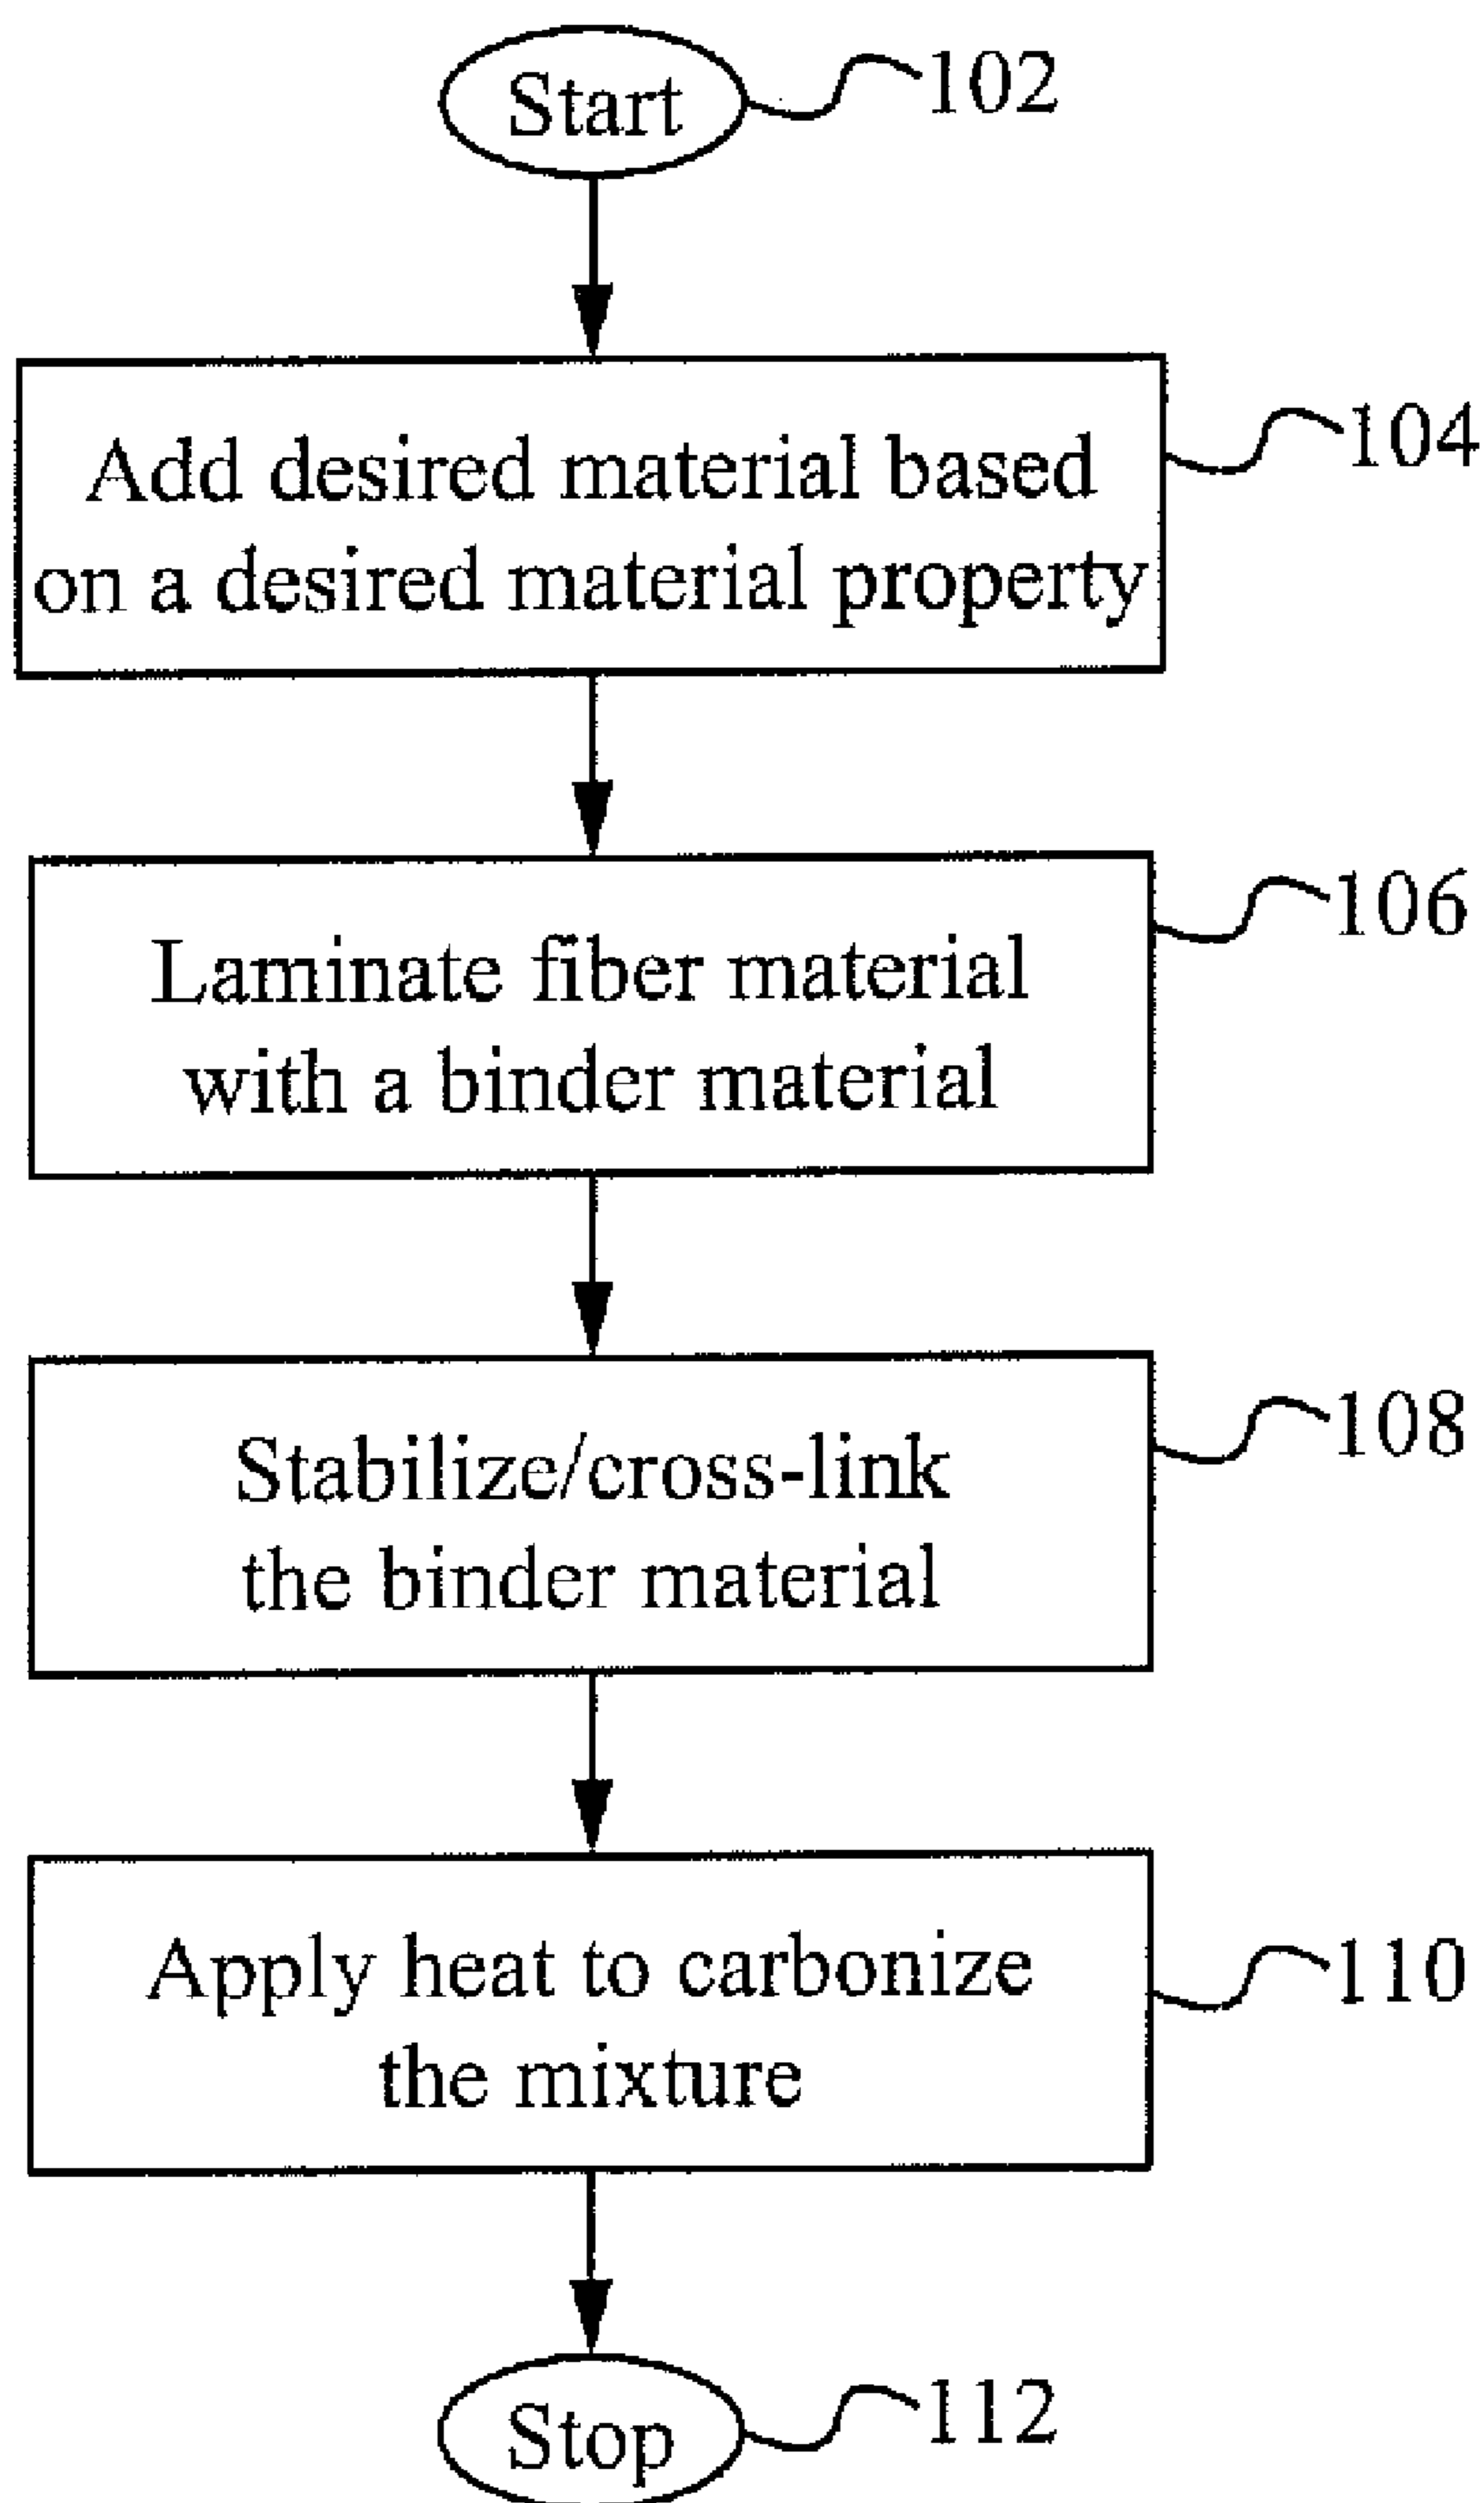 Start
102
Add desired material based
on a desired material property
104
Laminate fiber material
with a binder material
106
Stabilize/cross-link
the binder material
108
Apply heat to carbonize
the mixture
110
Stop
112